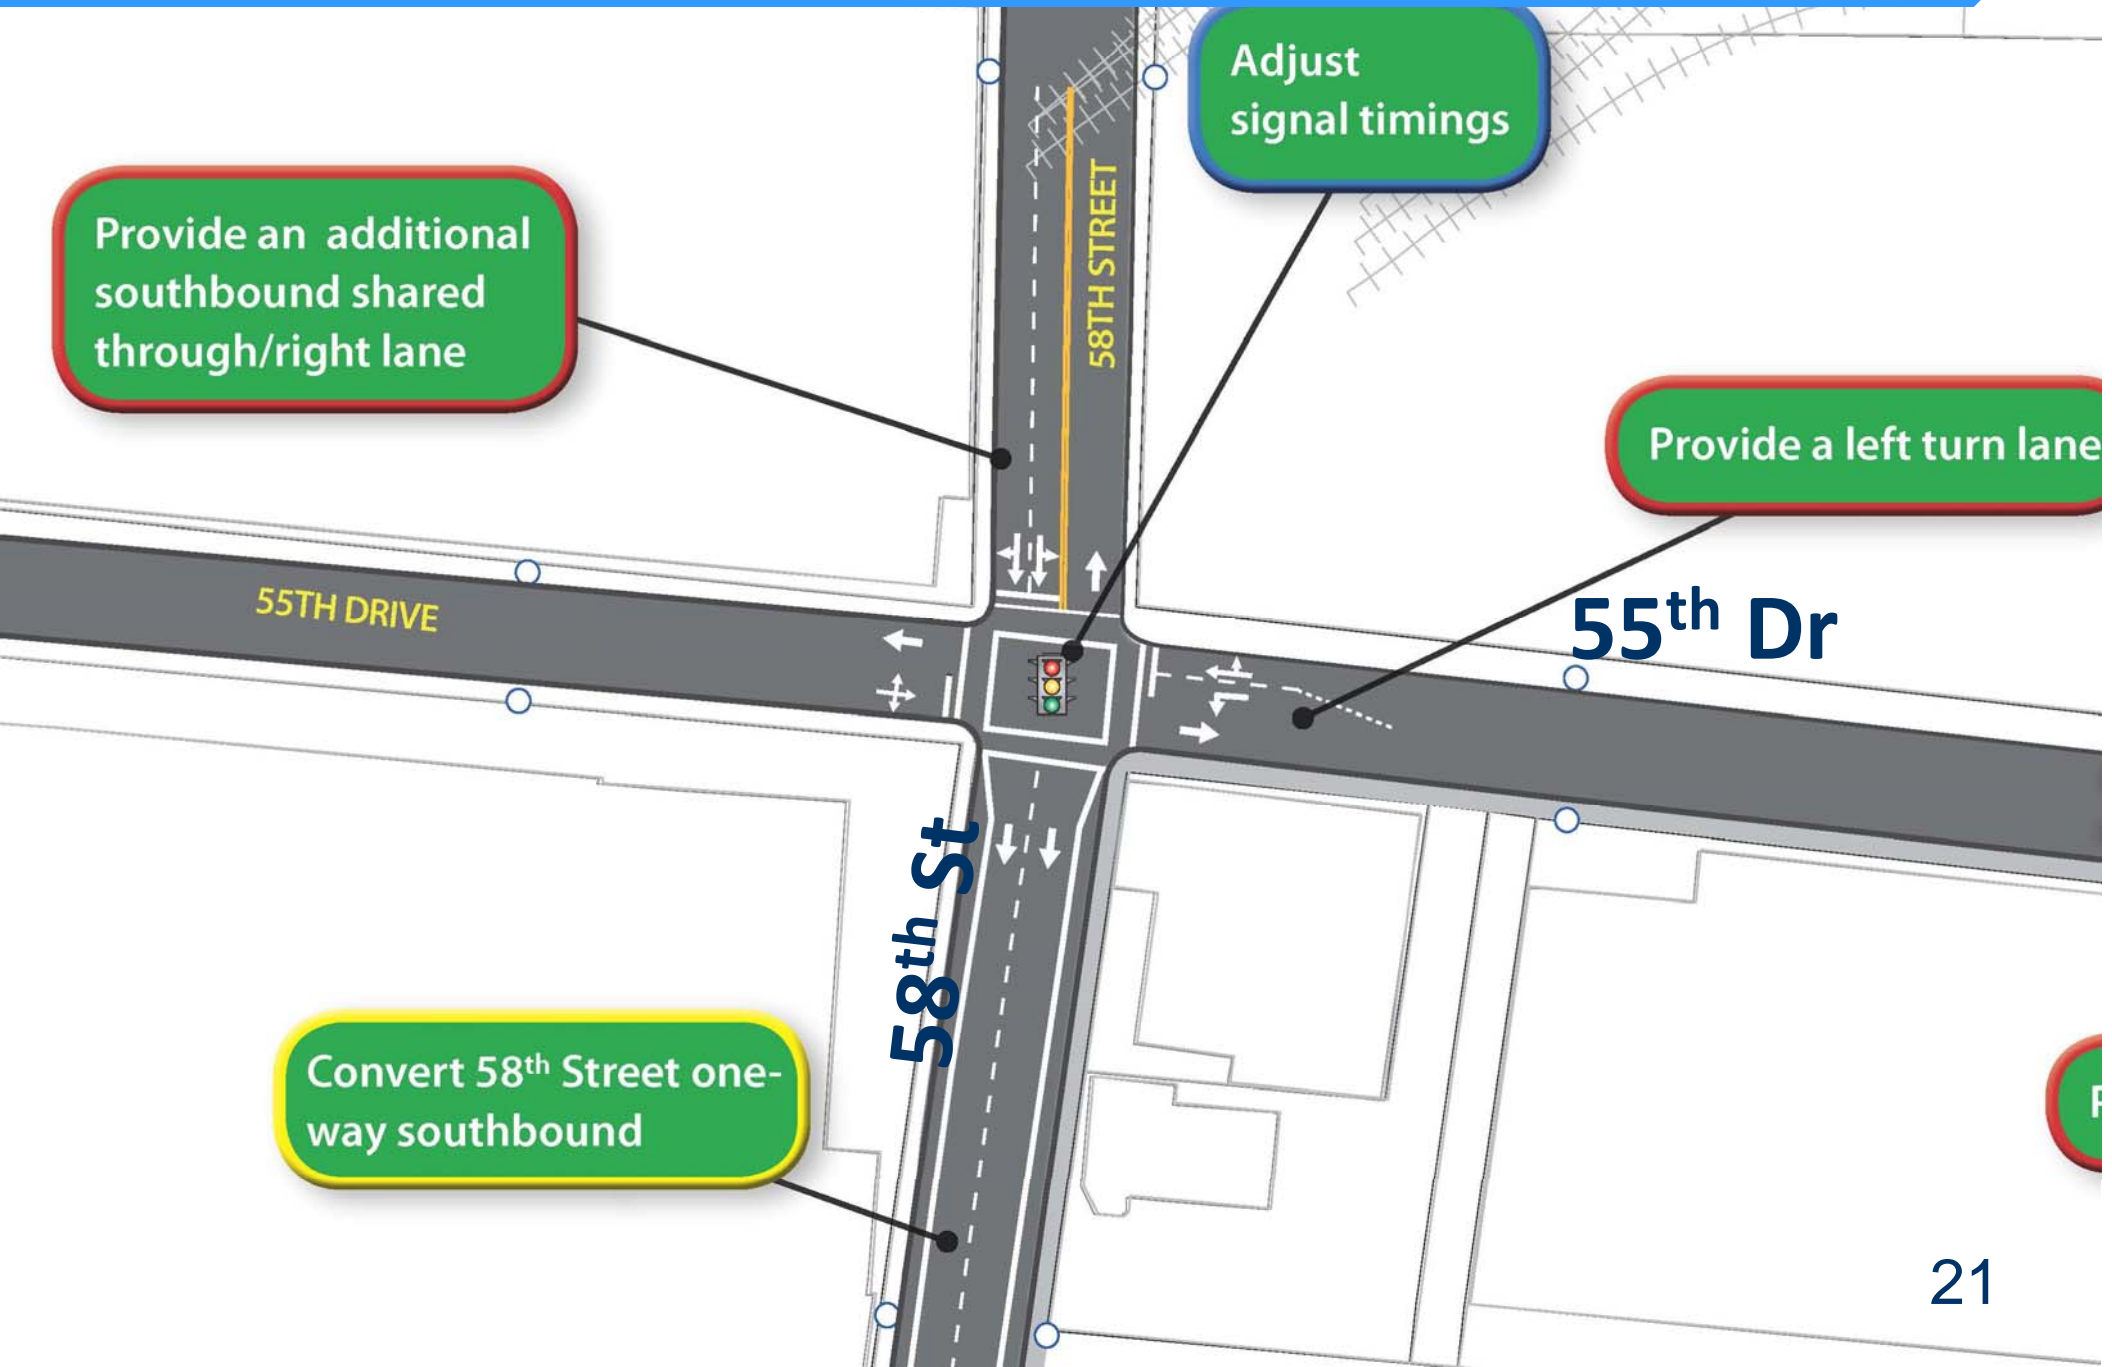 Adjust
signal timings
Provide an additional
southbound shared
through/right lane
58TH STREET
Provide a left turn lane
55TH DRIVE
55th Dr
58th St
Convert 58th Street one-
way southbound
21